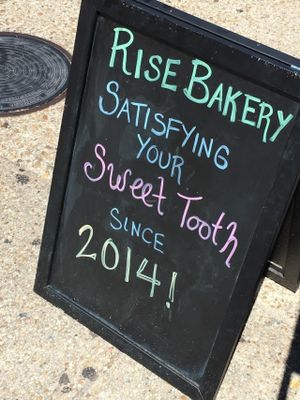 RISE BAKERY
SATISFYING
YOUR
Sweet Tooth
SINCE
2014!